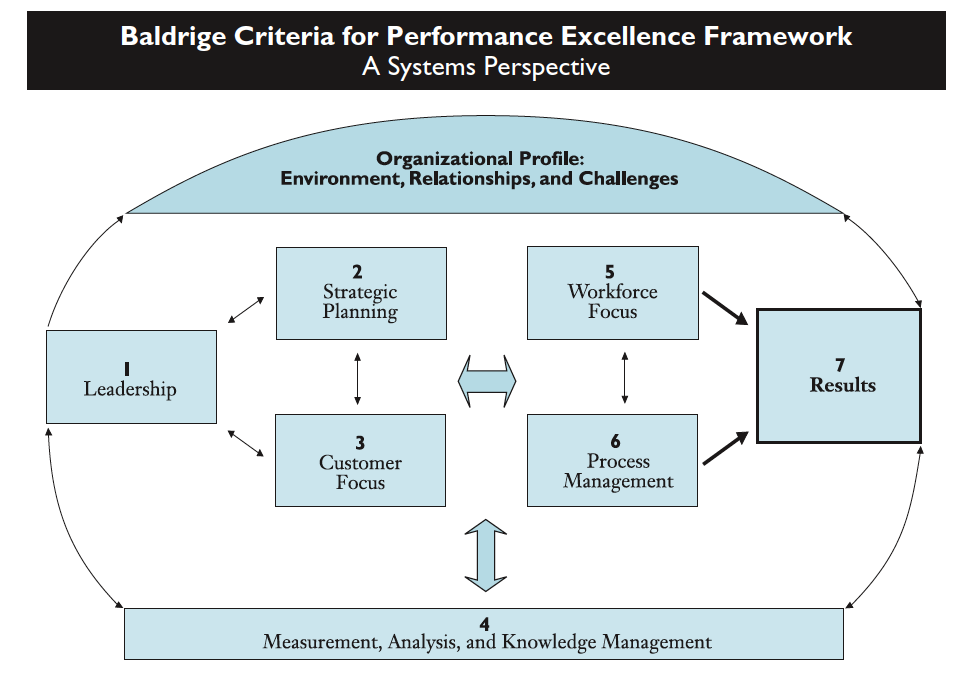 Baldrige Criteria for Performance Excellence Framework
A Systems Perspective
Organizational Profile:
Environment, Relationships, and Challenges
2
Strategic
Planning
5
Workforce
Focus
1
Leadership
7
Results
3
Customer
Focus
6
Process
Management
4
Measurement, Analysis, and Knowledge Management